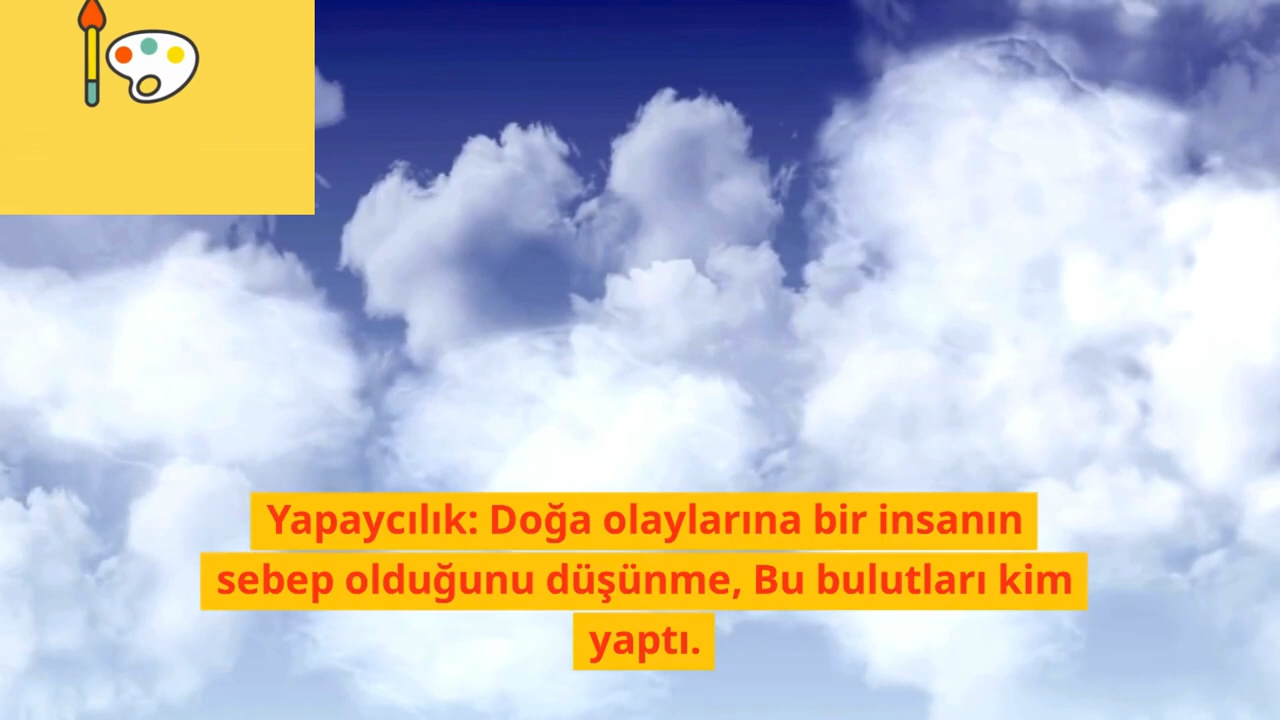 Yapaycılık: Doğa olaylarına bir insanın
sebep olduğunu düşünme, Bu bulutları kim
yaptı.